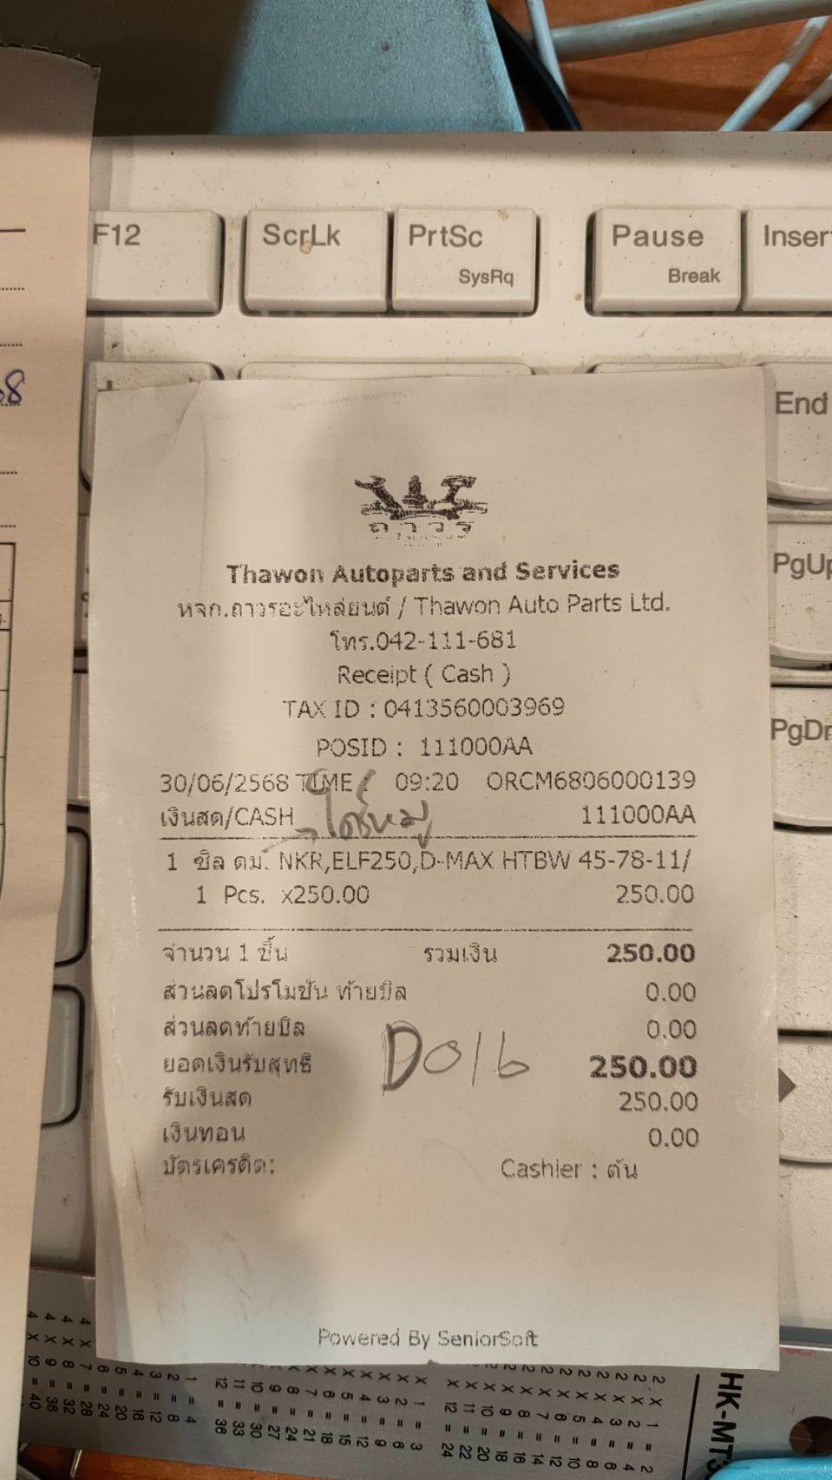 F12
ScrLk
PrtSc
SysRq
Pause
Break
Inser
End
PgUp
PgDn
ถาวร
Thawon Autoparts and Services
หจก.ถาวรอะไหล่ยนต์ / Thawon Auto Parts Ltd.
โทร.042-111-681
Receipt ( Cash )
TAX ID : 0413560003969
POSID : 111000AA
30/06/2568 TIME : 09:20 ORCM6806000139
เงินสด/CASH 111000AA
1 ซิล ดม. NKR,ELF250,D-MAX HTBW 45-78-11/
1 Pcs. x250.00 250.00
จำนวน 1 ชิ้น รวมเงิน 250.00
ส่วนลดโปรโมชั่น ท้ายบิล 0.00
ส่วนลดท้ายบิล 0.00
D016
ยอดเงินรับสุทธิ 250.00
รับเงินสด 250.00
เงินทอน 0.00
บัตรเครดิต: Cashier : ต้น
Powered By SeniorSoft